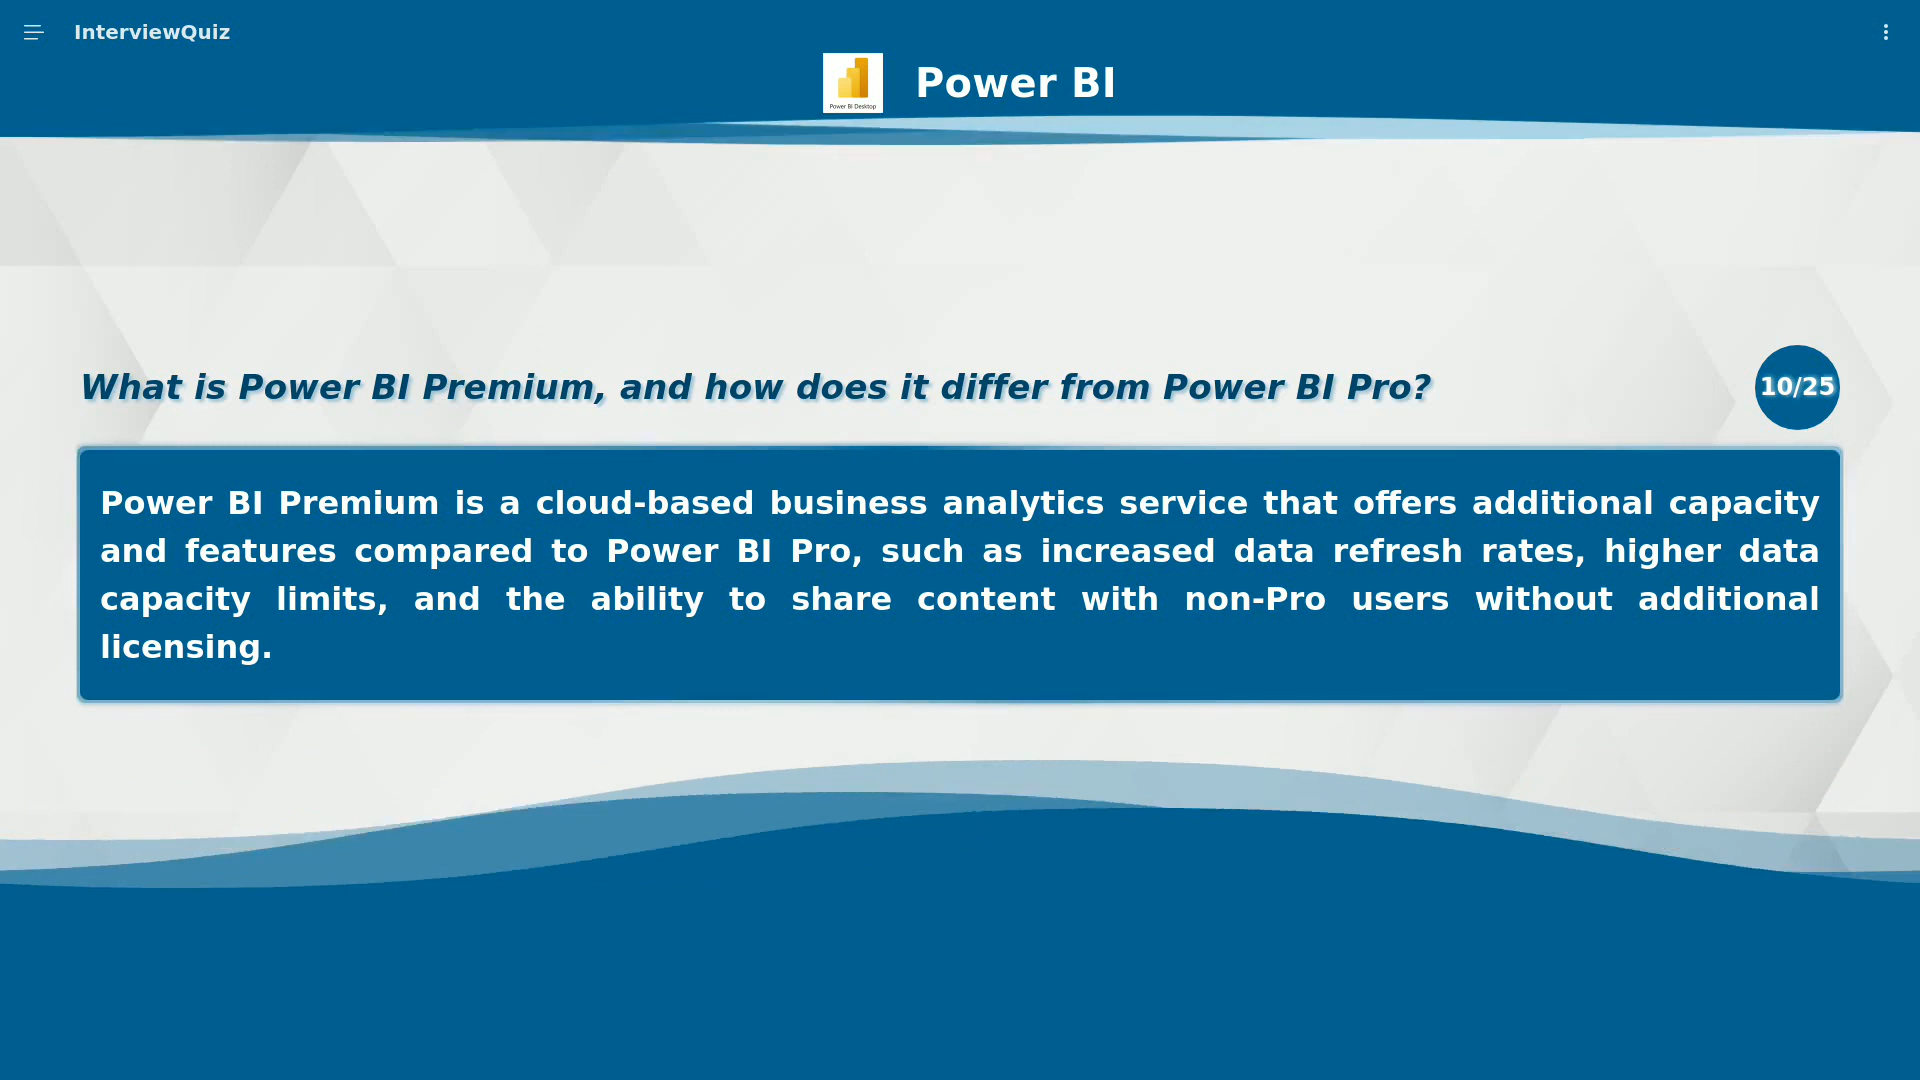 InterviewQuiz
Power BI Desktop
Power BI
What is Power BI Premium, and how does it differ from Power BI Pro?
10/25
Power BI Premium is a cloud-based business analytics service that offers additional capacity
and features compared to Power BI Pro, such as increased data refresh rates, higher data
capacity limits, and the ability to share content with non-Pro users without additional
licensing.